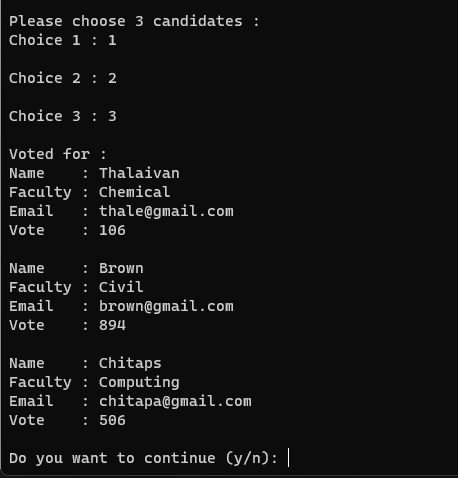 Please choose 3 candidates :
Choice 1 : 1
Choice 2 : 2
Choice 3 : 3
Voted for :
Name    : Thalaivan
Faculty : Chemical
Email   : thale@gmail.com
Vote    : 106
Name    : Brown
Faculty : Civil
Email   : brown@gmail.com
Vote    : 894
Name    : Chitaps
Faculty : Computing
Email   : chitapa@gmail.com
Vote    : 506
Do you want to continue (y/n):